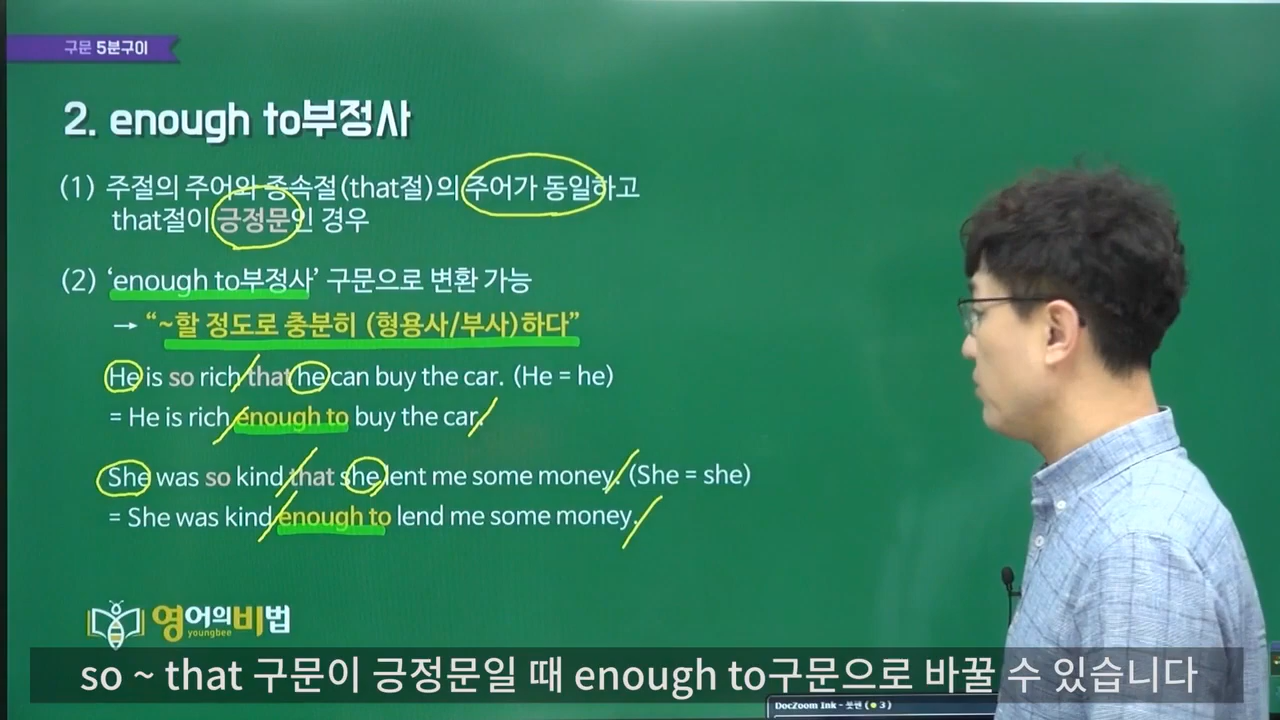 구문 5분구이
2. enough to부정사
(1) 주절의 주어와 종속절(that절)의 주어가 동일하고
that절이 긍정문인 경우
(2) ‘enough to부정사’ 구문으로 변환 가능
→ “~할 정도로 충분히 (형용사/부사)하다”
He is so rich that he can buy the car. (He = he)
= He is rich enough to buy the car.
She was so kind that she lent me some money. (She = she)
= She was kind enough to lend me some money.
영어의비법
youngbee
so ~ that 구문이 긍정문일 때 enough to구문으로 바꿀 수 있습니다
DocZoom Ink - 붓펜 ( 3 )